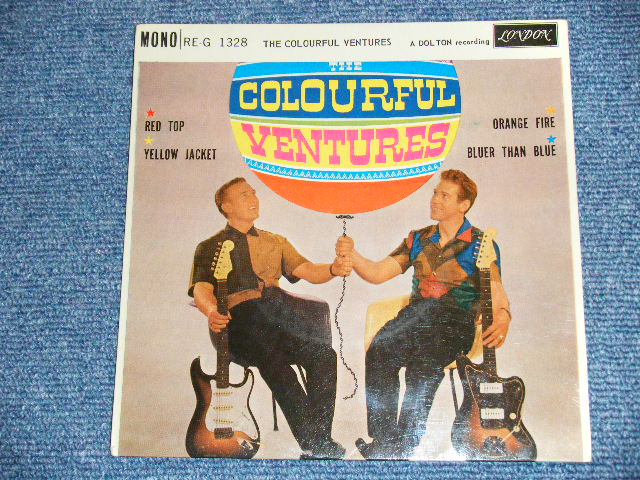 MONO RE-G 1328 THE COLOURFUL VENTURES A DOLTON recording LONDON
THE
COLOURFUL
VENTURES
RED TOP
YELLOW JACKET
ORANGE FIRE
BLUER THAN BLUE